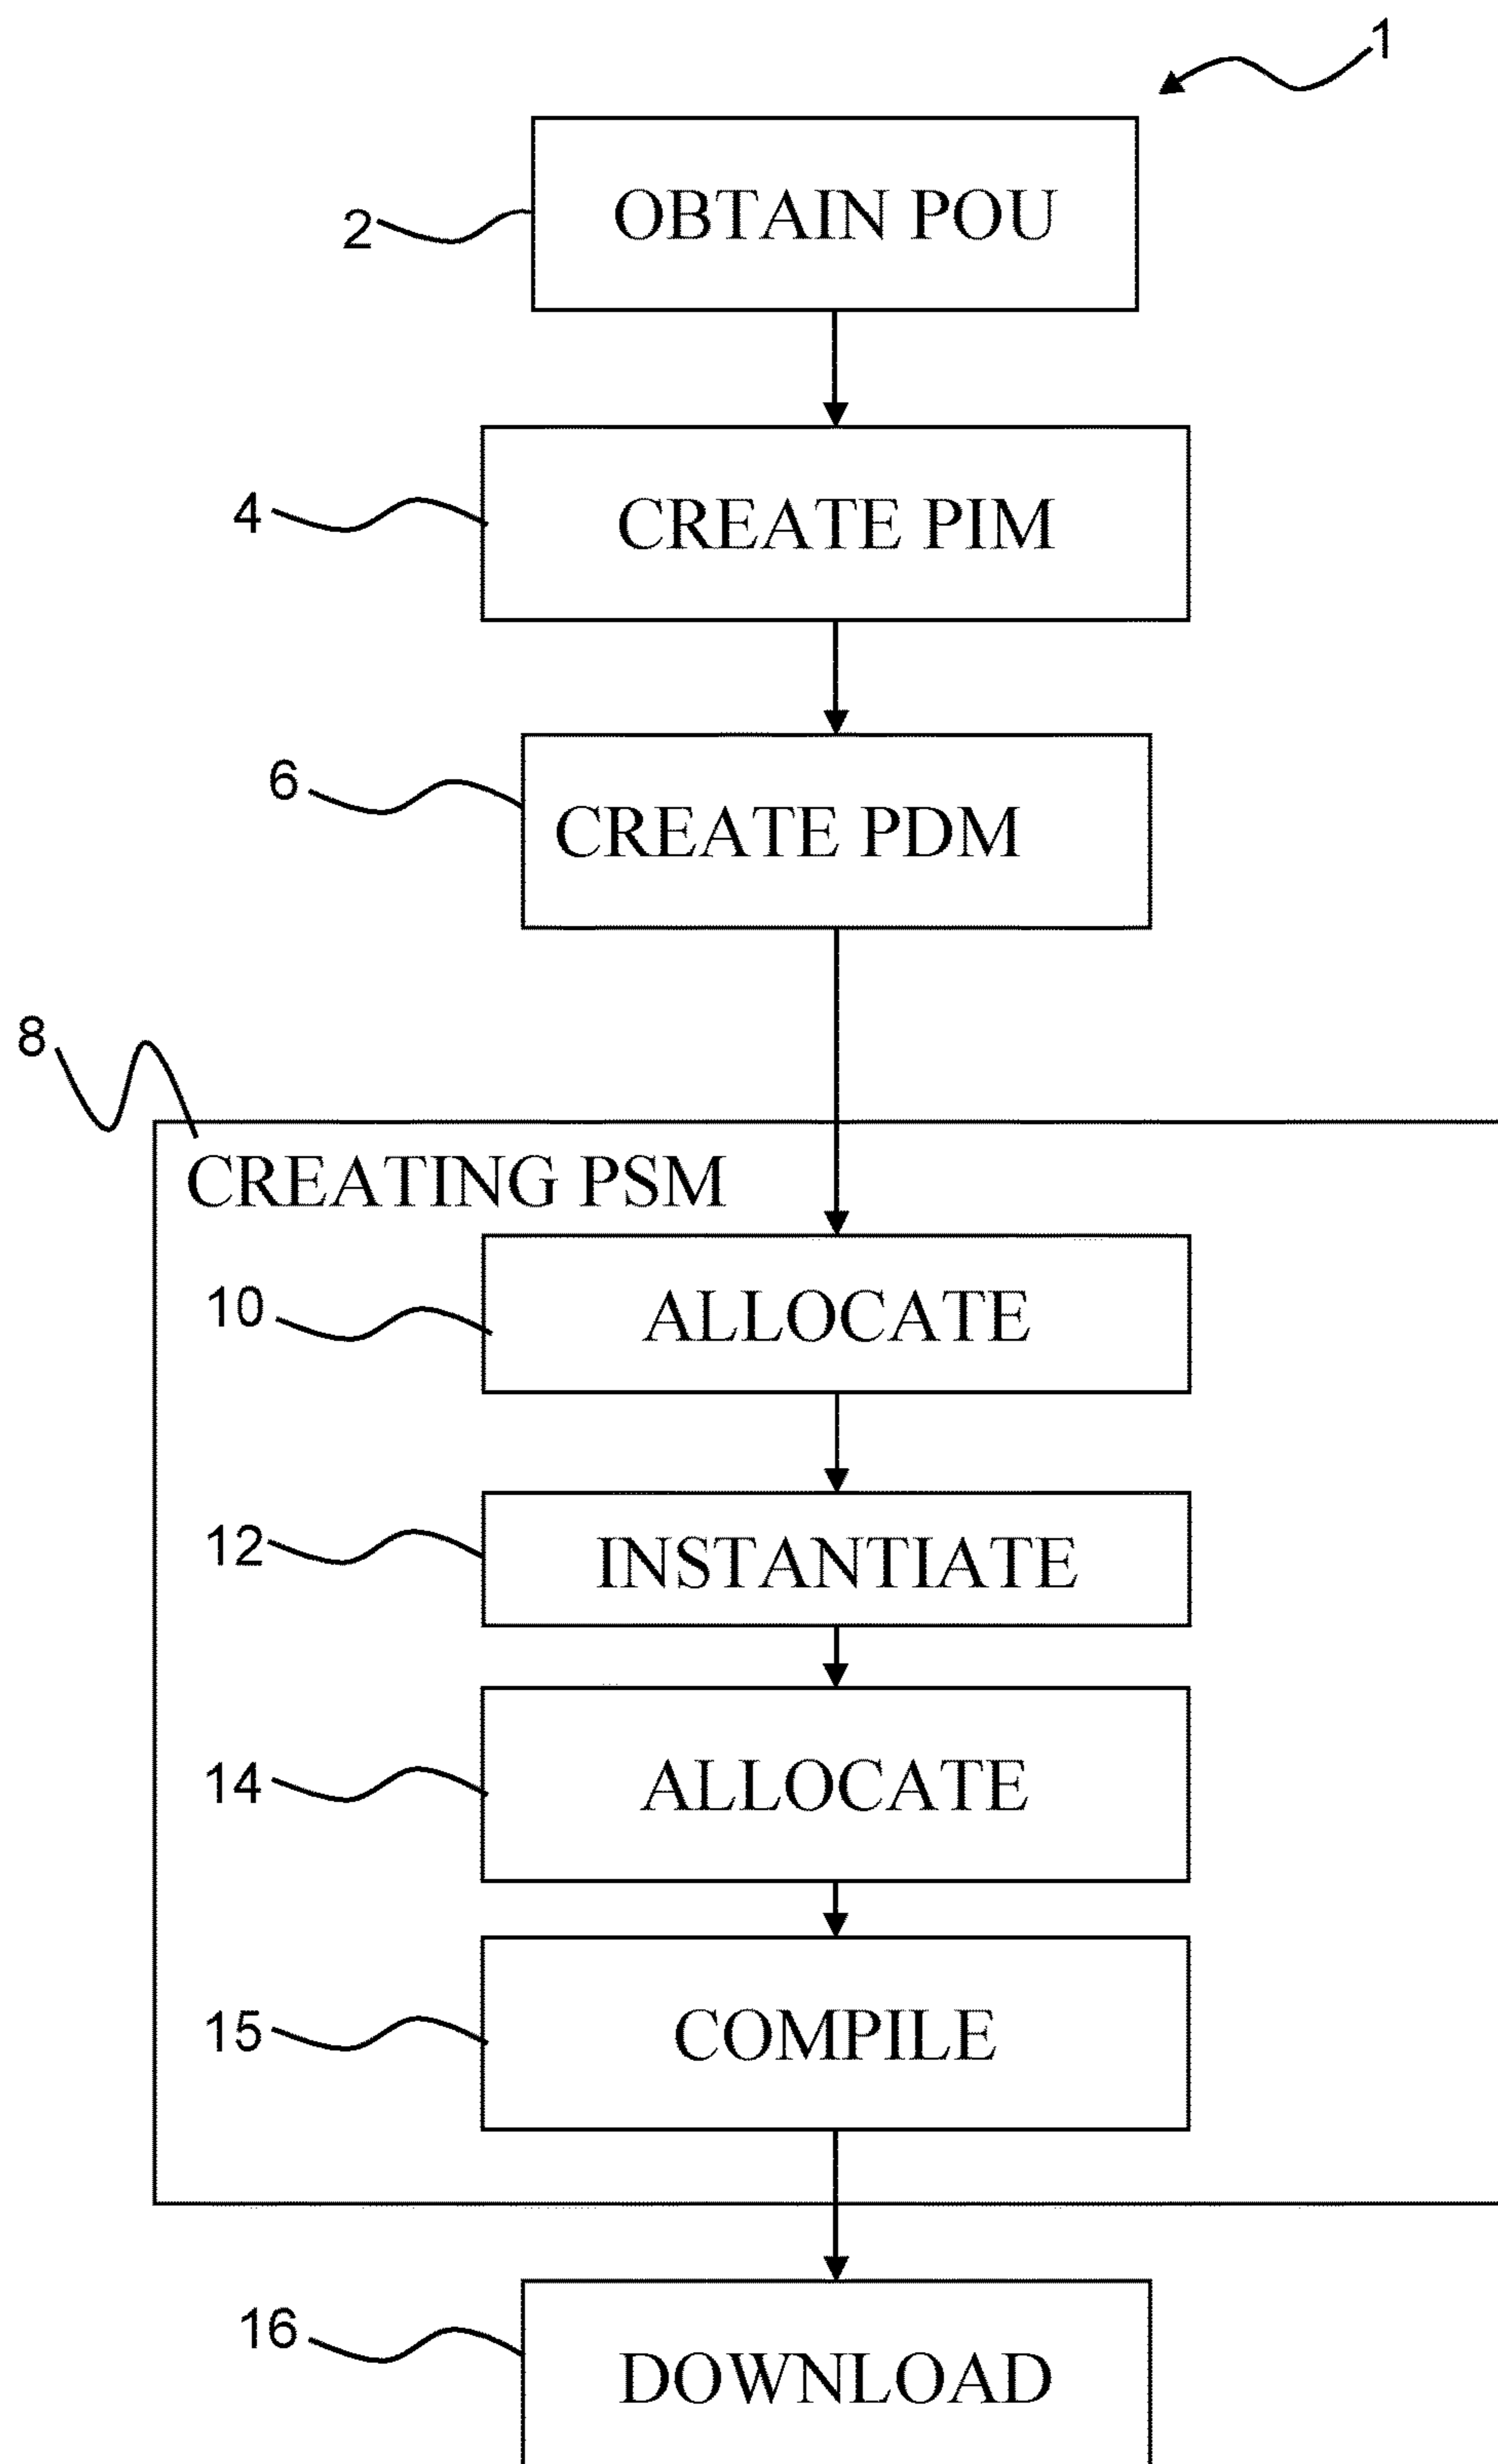 1
2
OBTAIN POU
4
CREATE PIM
6
CREATE PDM
8
CREATING PSM
10
ALLOCATE
12
INSTANTIATE
14
ALLOCATE
15
COMPILE
16
DOWNLOAD